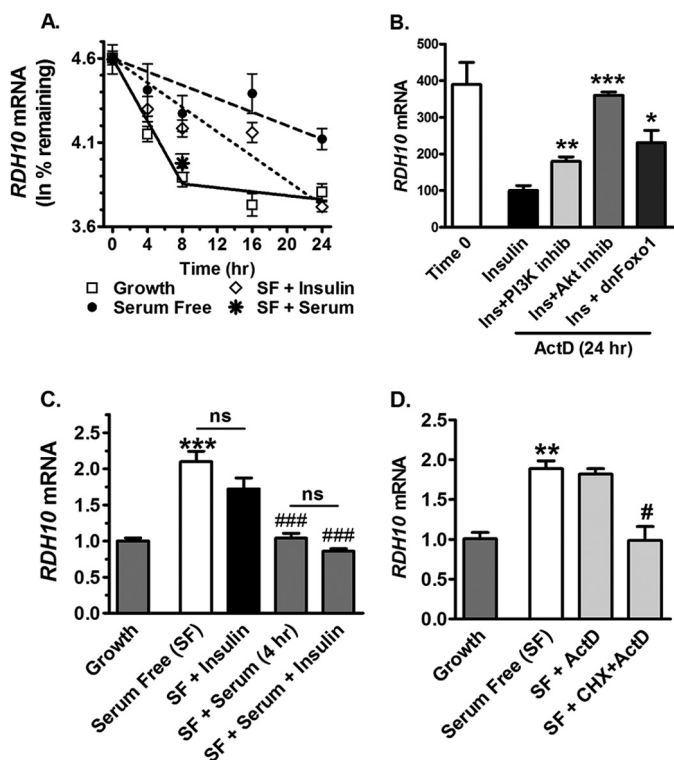 A.
RDH10 mRNA
(ln % remaining)
4.6
4.1
3.6
0 4 8 12 16 20 24
Time (hr)
Growth
Serum Free
SF + Insulin
SF + Serum
B.
RDH10 mRNA
500
400
300
200
100
0
***
**
*
Time 0
Insulin
Ins+PI3K inhib
Ins+Akt inhib
Ins + dnFoxo1
ActD (24 hr)
C.
RDH10 mRNA
2.5
2.0
1.5
1.0
0.5
0.0
ns
***
ns
###
###
Growth
Serum Free (SF)
SF + Insulin
SF + Serum (4 hr)
SF + Serum + Insulin
D.
RDH10 mRNA
2.5
2.0
1.5
1.0
0.5
0.0
**
#
Growth
Serum Free (SF)
SF + ActD
SF + CHX+ActD